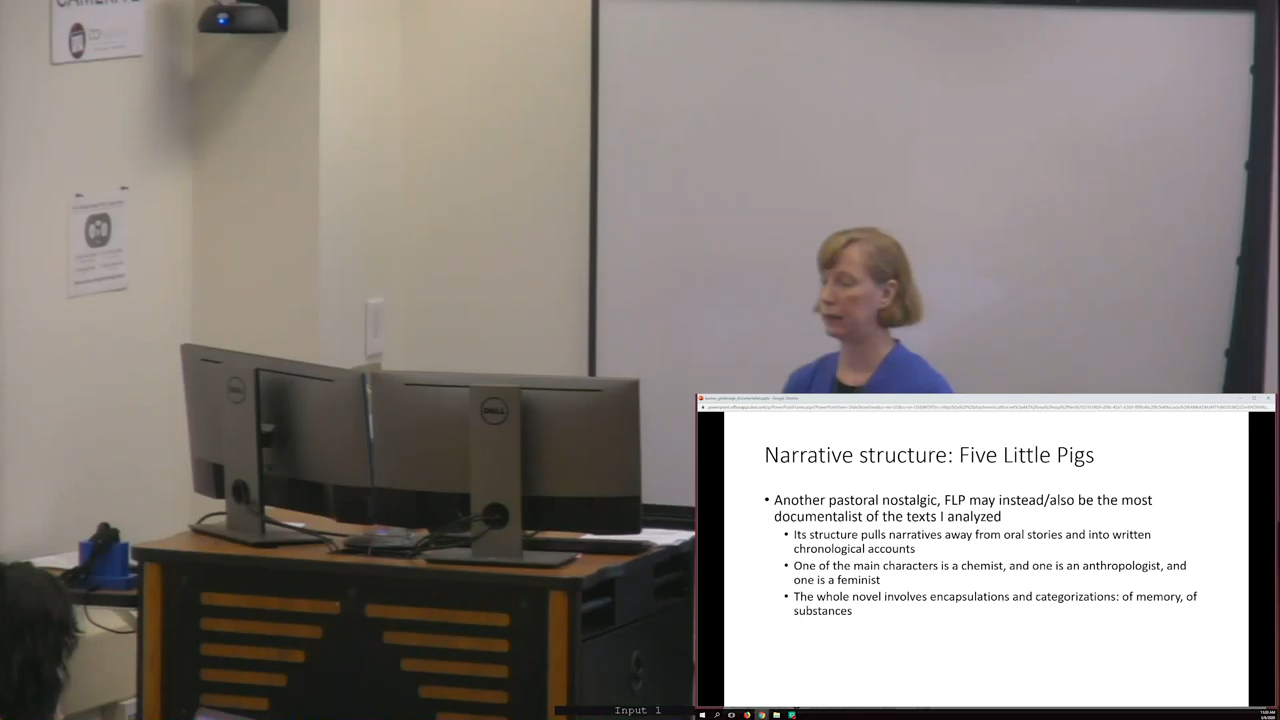 DELL
DELL
Narrative structure: Five Little Pigs
• Another pastoral nostalgic, FLP may instead/also be the most
documentalist of the texts I analyzed
• Its structure pulls narratives away from oral stories and into written
chronological accounts
• One of the main characters is a chemist, and one is an anthropologist, and
one is a feminist
• The whole novel involves encapsulations and categorizations: of memory, of
substances
Input 1